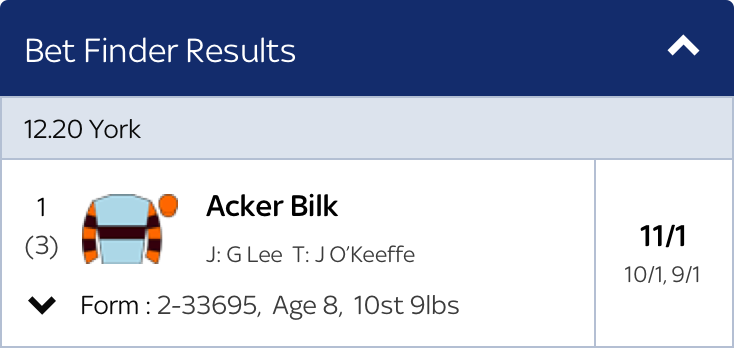 Bet Finder Results
12.20 York
1
(3)
Acker Bilk
J: G Lee T: J O’Keeffe
11/1
10/1, 9/1
Form : 2-33695, Age 8, 10st 9lbs